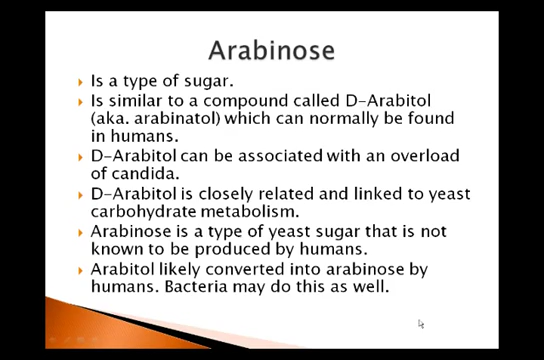 Arabinose
Is a type of sugar.
Is similar to a compound called D-Arabitol
(aka. arabinatol) which can normally be found
in humans.
D-Arabitol can be associated with an overload
of candida.
D-Arabitol is closely related and linked to yeast
carbohydrate metabolism.
Arabinose is a type of yeast sugar that is not
known to be produced by humans.
Arabitol likely converted into arabinose by
humans. Bacteria may do this as well.